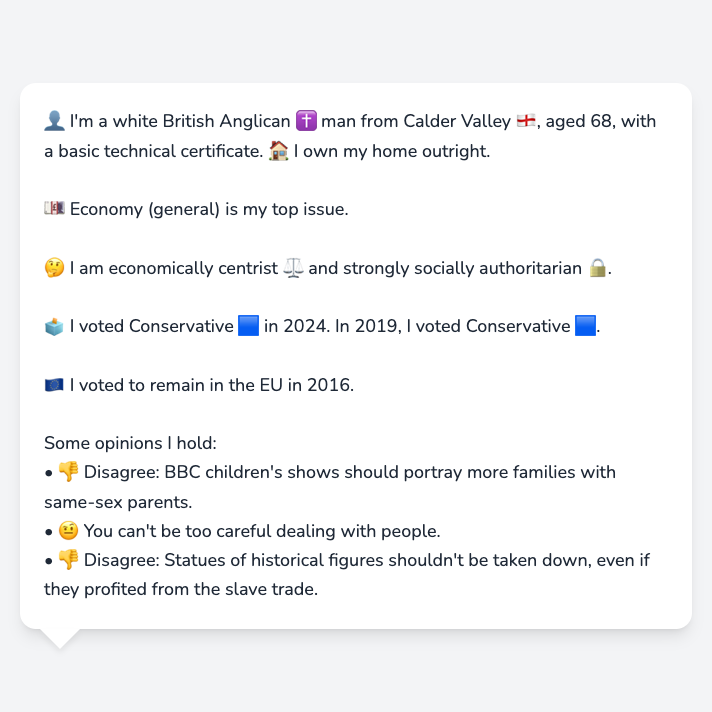 👤 I'm a white British Anglican ✝️ man from Calder Valley 🏴󠁧󠁢󠁥󠁮󠁧󠁿, aged 68, with
a basic technical certificate. 🏠 I own my home outright.
💷 Economy (general) is my top issue.
🤔 I am economically centrist ⚖️ and strongly socially authoritarian 🔒.
🗳️ I voted Conservative 🟦 in 2024. In 2019, I voted Conservative 🟦.
🇪🇺 I voted to remain in the EU in 2016.
Some opinions I hold:
• 👎 Disagree: BBC children's shows should portray more families with
same-sex parents.
• 🤨 You can't be too careful dealing with people.
• 👎 Disagree: Statues of historical figures shouldn't be taken down, even if
they profited from the slave trade.